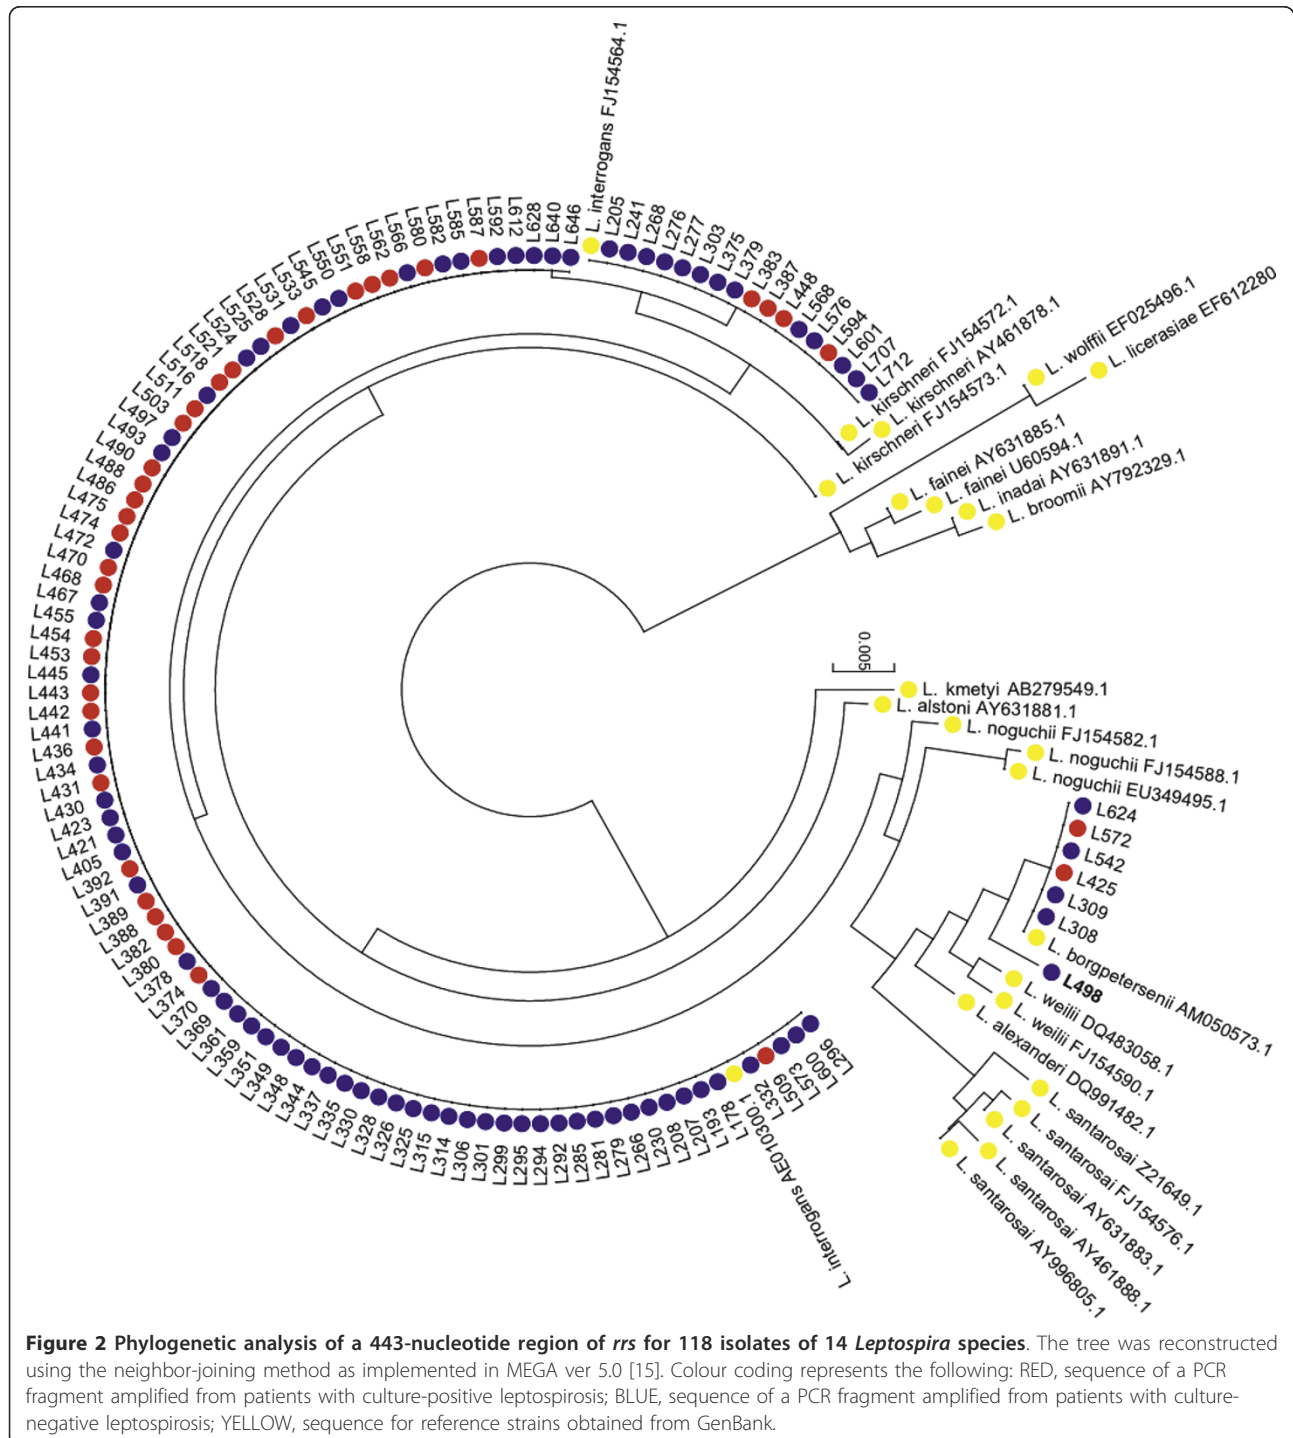 L. interrogans FJ154564.1
L205
L241
L268
L276
L277
L303
L375
L379
L383
L387
L448
L568
L576
L594
L601
L707
L712
L. kirschneri FJ154572.1
L. kirschneri AY461878.1
L. kirschneri FJ154573.1
L. wolffii EF025496.1
L. licerasiae EF612280
L. fainei AY631885.1
L. fainei U60594.1
L. inadai AY631891.1
L. broomii AY792329.1
0.005
L. kmetyi AB279549.1
L. alstoni AY631881.1
L. noguchii FJ154582.1
L. noguchii FJ154588.1
L. noguchii EU349495.1
L624
L572
L542
L425
L309
L308
L. borgpetersenii AM050573.1
L498
L. weilii DQ483058.1
L. weilii FJ154590.1
L. alexanderi DQ991482.1
L. santarosai Z21649.1
L. santarosai FJ154576.1
L. santarosai AY631883.1
L. santarosai AY461888.1
L. santarosai AY996805.1
L296
L600
L573
L509
L332
L. interrogans AE010300.1
L178
L193
L207
L208
L230
L266
L279
L281
L285
L292
L294
L295
L299
L301
L306
L314
L315
L325
L326
L328
L330
L335
L337
L344
L348
L349
L351
L359
L361
L369
L370
L374
L378
L380
L382
L388
L389
L391
L392
L405
L421
L423
L430
L431
L434
L436
L441
L442
L443
L445
L453
L454
L455
L467
L468
L470
L472
L474
L475
L486
L488
L490
L493
L497
L503
L511
L516
L518
L521
L524
L525
L528
L531
L533
L545
L550
L551
L558
L562
L566
L580
L582
L585
L587
L592
L612
L628
L640
L646
Figure 2 Phylogenetic analysis of a 443-nucleotide region of rrs for 118 isolates of 14 Leptospira species. The tree was reconstructed
using the neighbor-joining method as implemented in MEGA ver 5.0 [15]. Colour coding represents the following: RED, sequence of a PCR
fragment amplified from patients with culture-positive leptospirosis; BLUE, sequence of a PCR fragment amplified from patients with culture-
negative leptospirosis; YELLOW, sequence for reference strains obtained from GenBank.